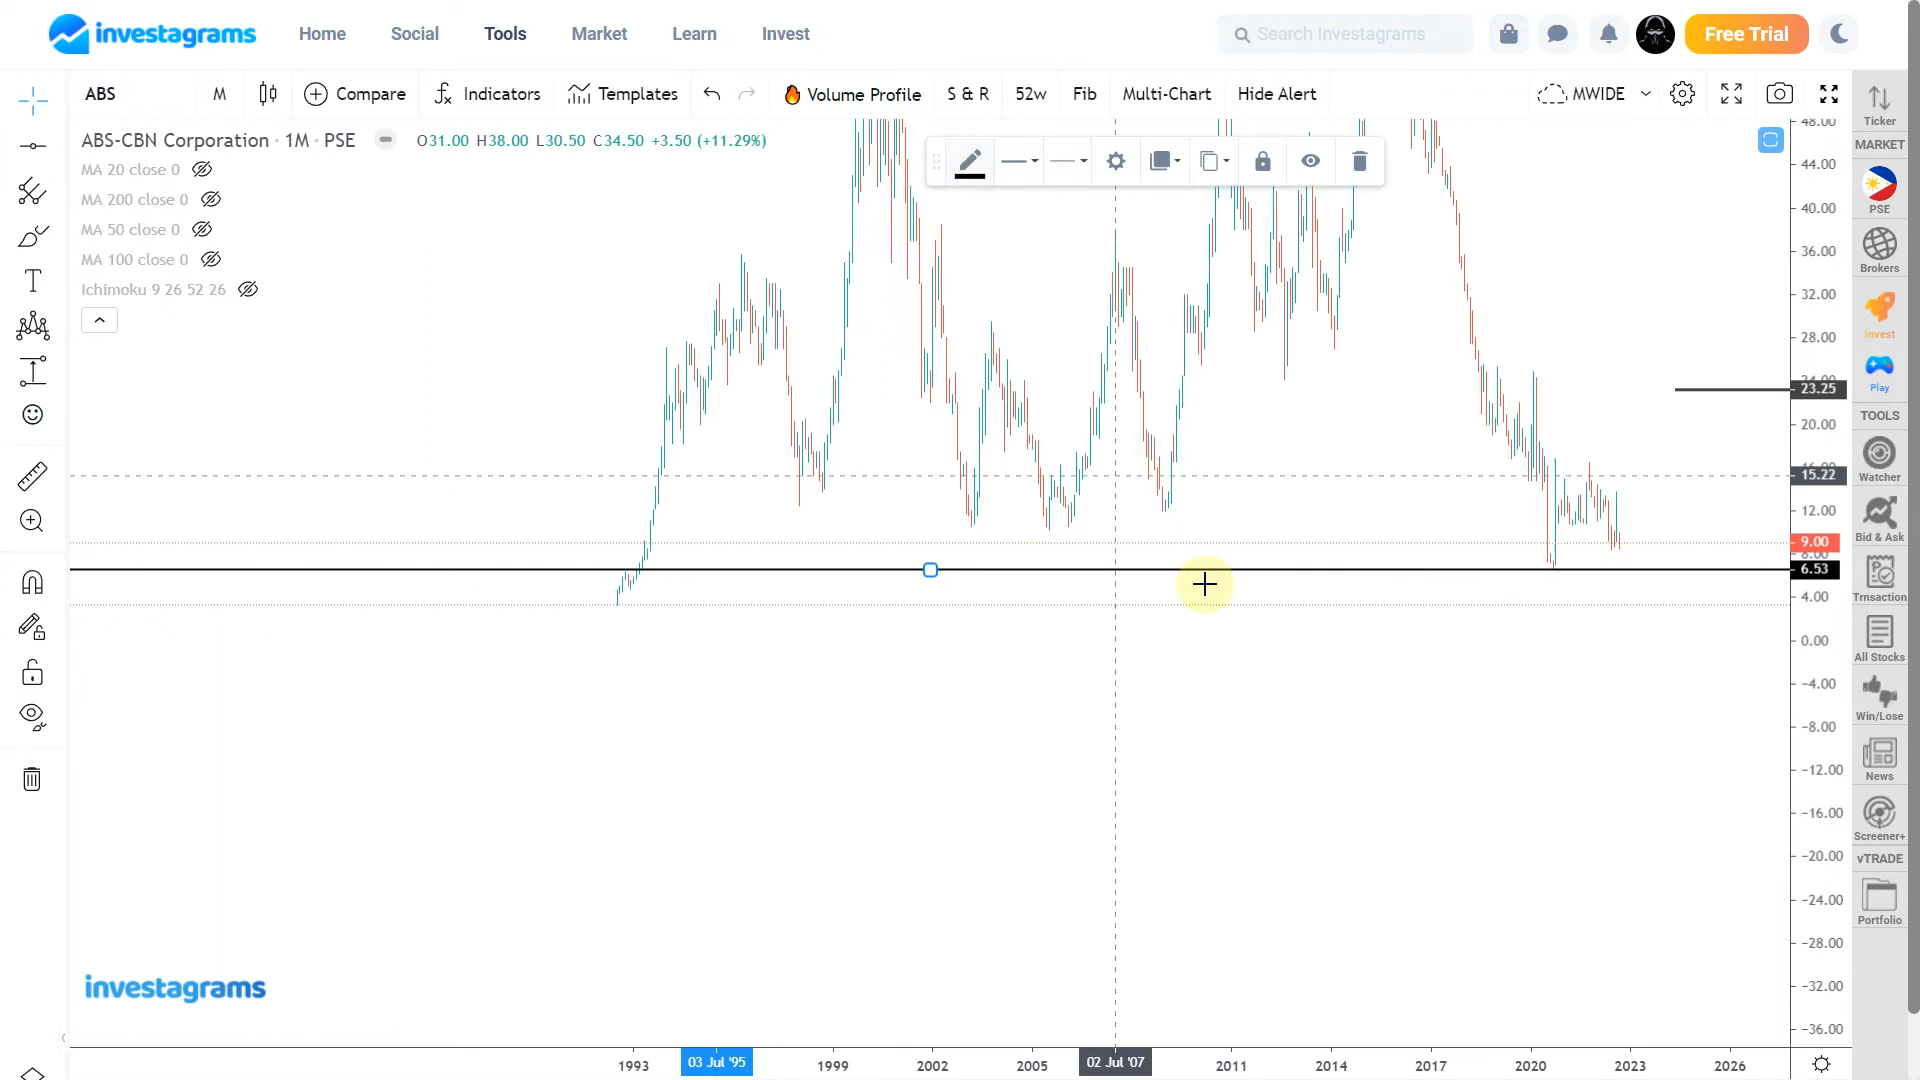 investagrams
Home Social Tools Market Learn Invest
Search Investagrams
Free Trial
ABS M Compare Indicators Templates Volume Profile S & R 52w Fib Multi-Chart Hide Alert MWIDE
ABS-CBN Corporation · 1M · PSE O31.00 H38.00 L30.50 C34.50 +3.50 (+11.29%)
MA 20 close 0
MA 200 close 0
MA 50 close 0
MA 100 close 0
Ichimoku 9 26 52 26
T
48.00
44.00
40.00
36.00
32.00
28.00
24.00
23.25
20.00
15.22
12.00
9.00
8.00
6.53
4.00
0.00
-4.00
-8.00
-12.00
-16.00
-20.00
-24.00
-28.00
-32.00
-36.00
Ticker
MARKET
PSE
Brokers
Invest
Play
TOOLS
Watcher
Bid & Ask
Trnsaction
All Stocks
Win/Lose
News
Screener+
vTRADE
Portfolio
investagrams
1993 03 Jul '95 1999 2002 2005 02 Jul '07 2011 2014 2017 2020 2023 2026